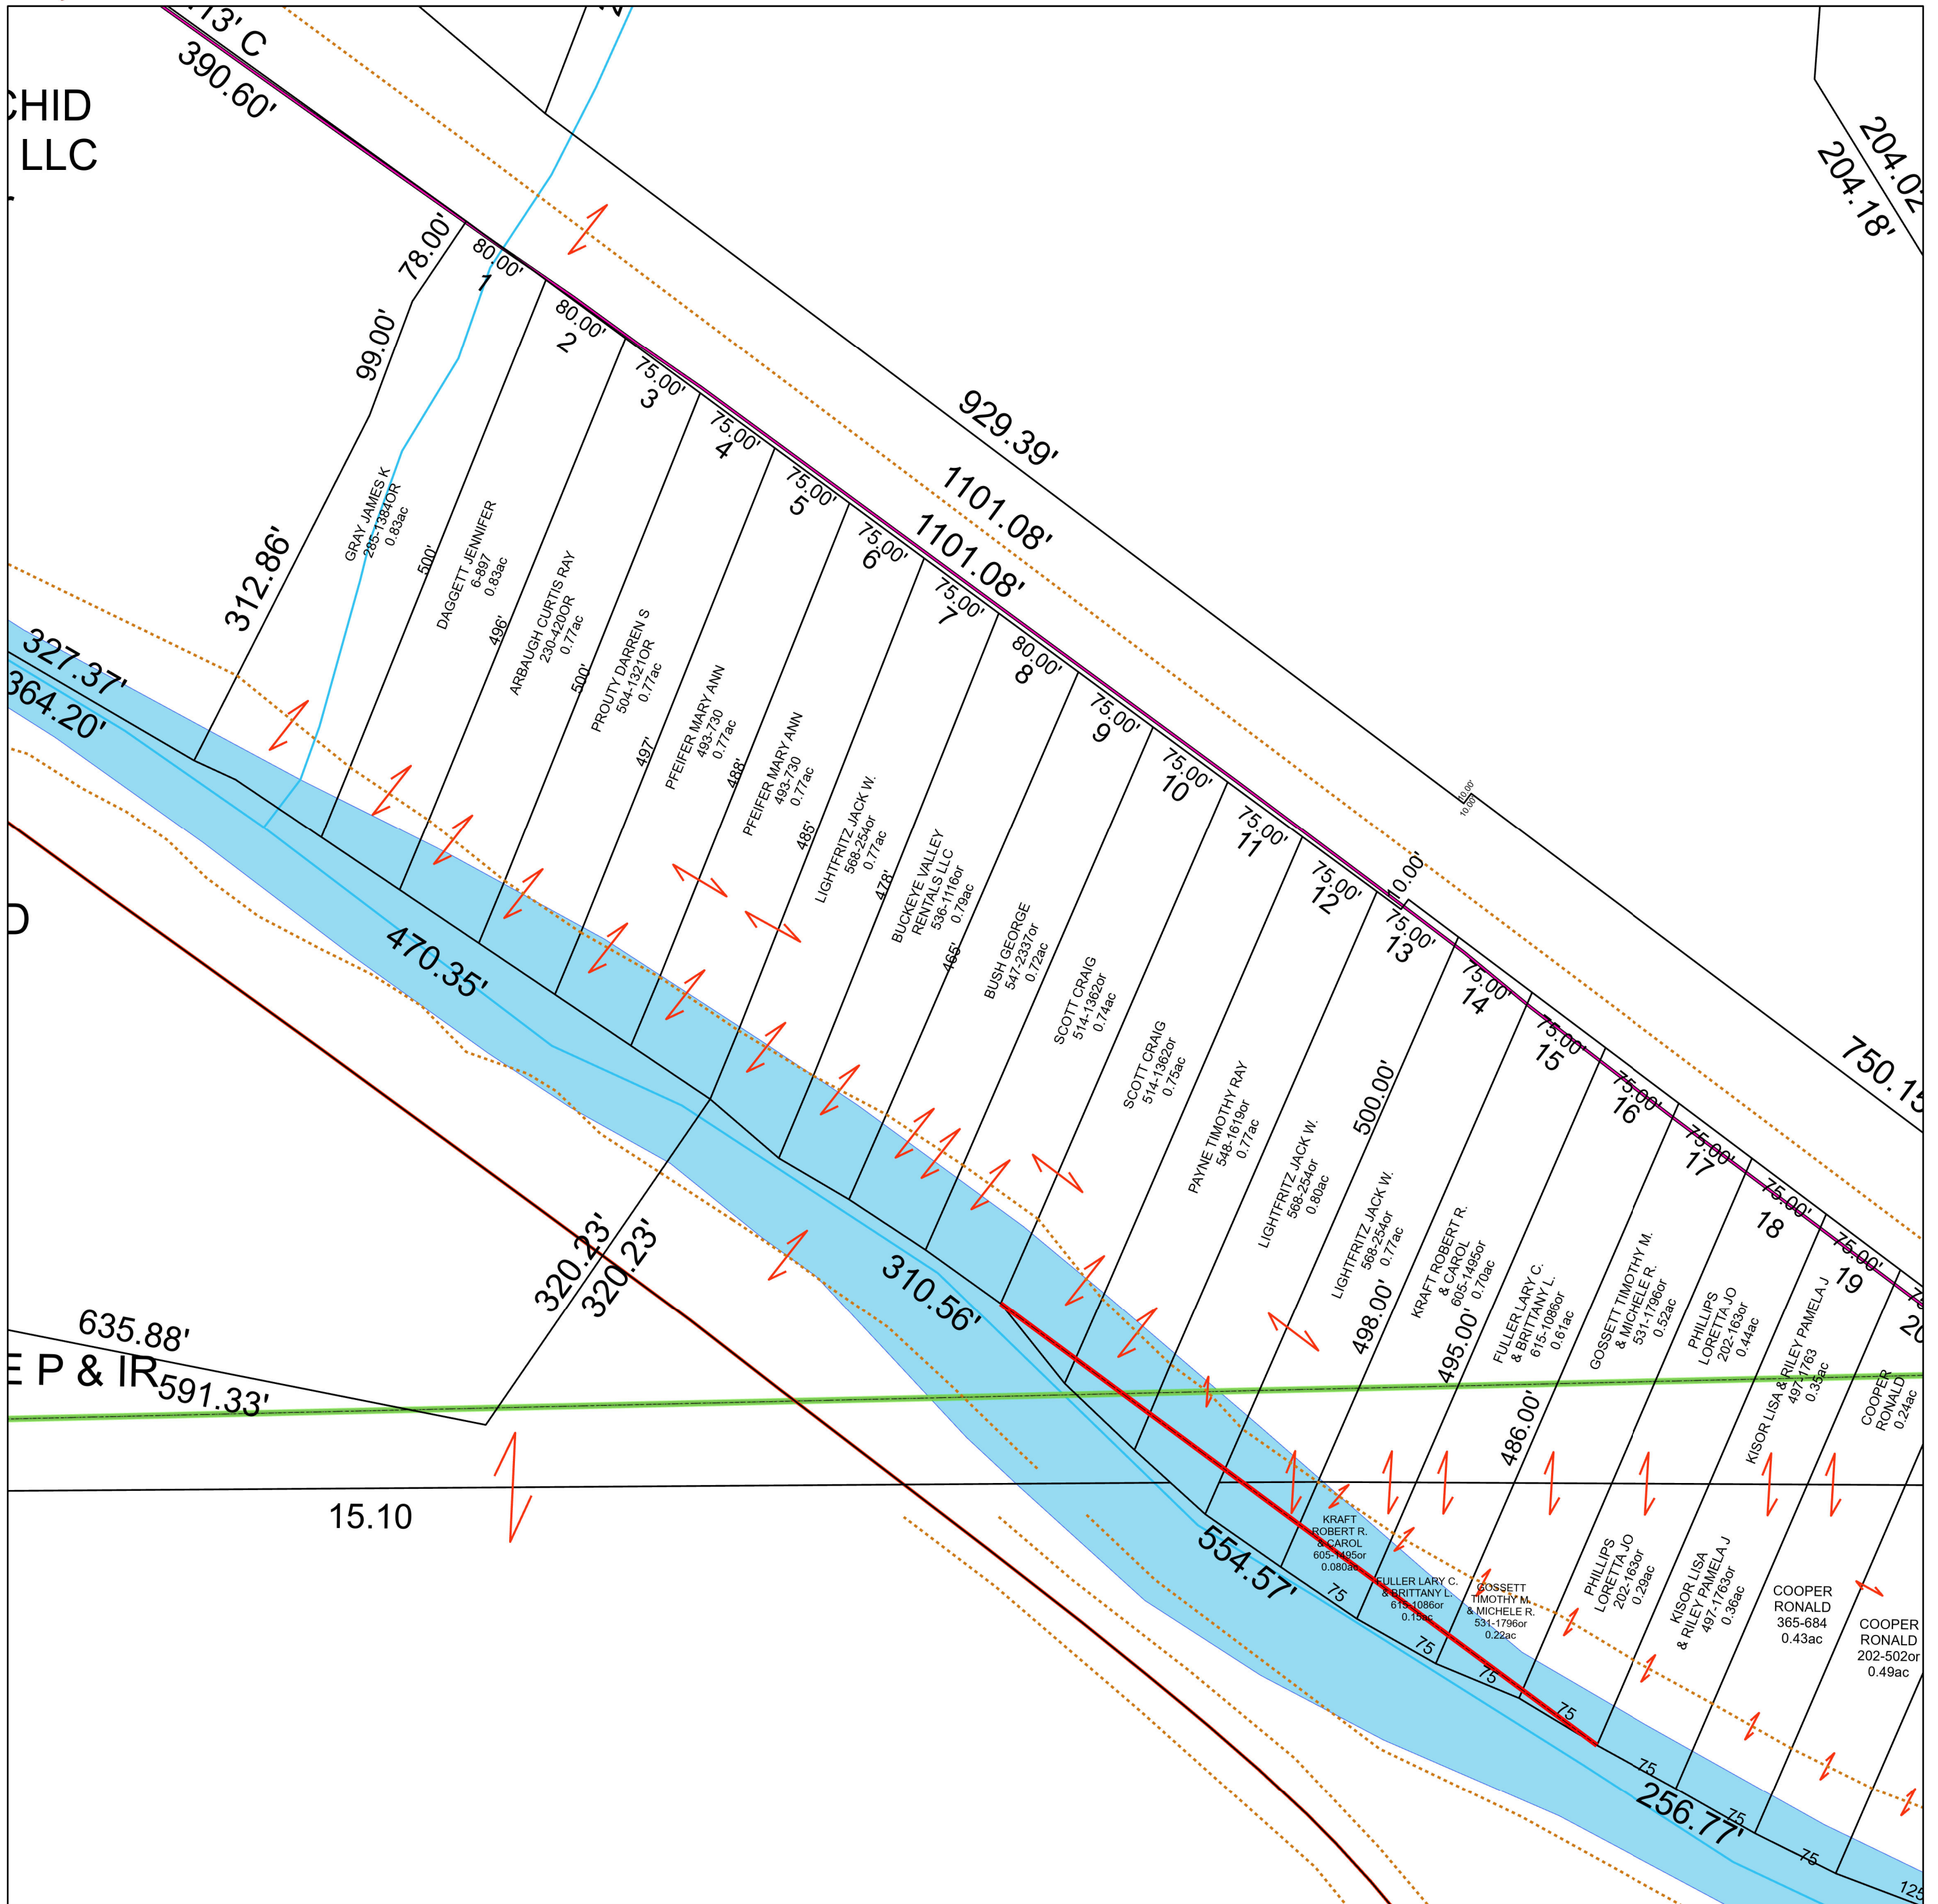 113' C
390.60'
CHID
LLC
204.02
204.18'
78.00'
99.00'
312.86'
80.00'
1
80.00'
2
75.00'
3
75.00'
4
75.00'
5
75.00'
6
75.00'
7
80.00'
8
75.00'
9
75.00'
10
75.00'
11
75.00'
12
75.00'
13
75.00'
14
75.00'
15
75.00'
16
75.00'
17
75.00'
18
75.00'
19
20
929.39'
1101.08'
1101.08'
10.00'
10.00'
10.00'
750.15
GRAY JAMES K
285-1384OR
0.83ac
500'
DAGGETT JENNIFER
6-897
0.83ac
496'
ARBAUGH CURTIS RAY
230-420OR
0.77ac
500'
PROUTY DARREN S
504-1321OR
0.77ac
497'
PFEIFER MARY ANN
493-730
0.77ac
488'
PFEIFER MARY ANN
493-730
0.77ac
485'
LIGHTFRITZ JACK W.
568-254or
0.77ac
478'
BUCKEYE VALLEY
RENTALS LLC
536-1116or
0.79ac
465'
BUSH GEORGE
547-2337or
0.72ac
SCOTT CRAIG
514-1362or
0.74ac
SCOTT CRAIG
514-1362or
0.75ac
PAYNE TIMOTHY RAY
548-1619or
0.77ac
LIGHTFRITZ JACK W.
568-254or
0.80ac
500.00'
LIGHTFRITZ JACK W.
568-254or
0.77ac
498.00'
KRAFT ROBERT R.
& CAROL
605-1495or
0.70ac
495.00'
FULLER LARY C.
& BRITTANY L.
615-1086or
0.61ac
486.00'
GOSSETT TIMOTHY M.
& MICHELE R.
531-1796or
0.52ac
PHILLIPS
LORETTA JO
202-163or
0.44ac
KISOR LISA & RILEY PAMELA J
497-1763
0.35ac
COOPER
RONALD
0.24ac
327.37'
364.20'
D
470.35'
320.23'
320.23'
310.56'
635.88'
E P & IR
591.33'
15.10
554.57'
KRAFT
ROBERT R.
& CAROL
605-1495or
0.080ac
FULLER LARY C.
& BRITTANY L.
615-1086or
0.15ac
GOSSETT
TIMOTHY M.
& MICHELE R.
531-1796or
0.22ac
PHILLIPS
LORETTA JO
202-163or
0.29ac
KISOR LISA
& RILEY PAMELA J
497-1763or
0.36ac
COOPER
RONALD
365-684
0.43ac
COOPER
RONALD
202-502or
0.49ac
75
75
75
75
75
75
75
125
256.77'